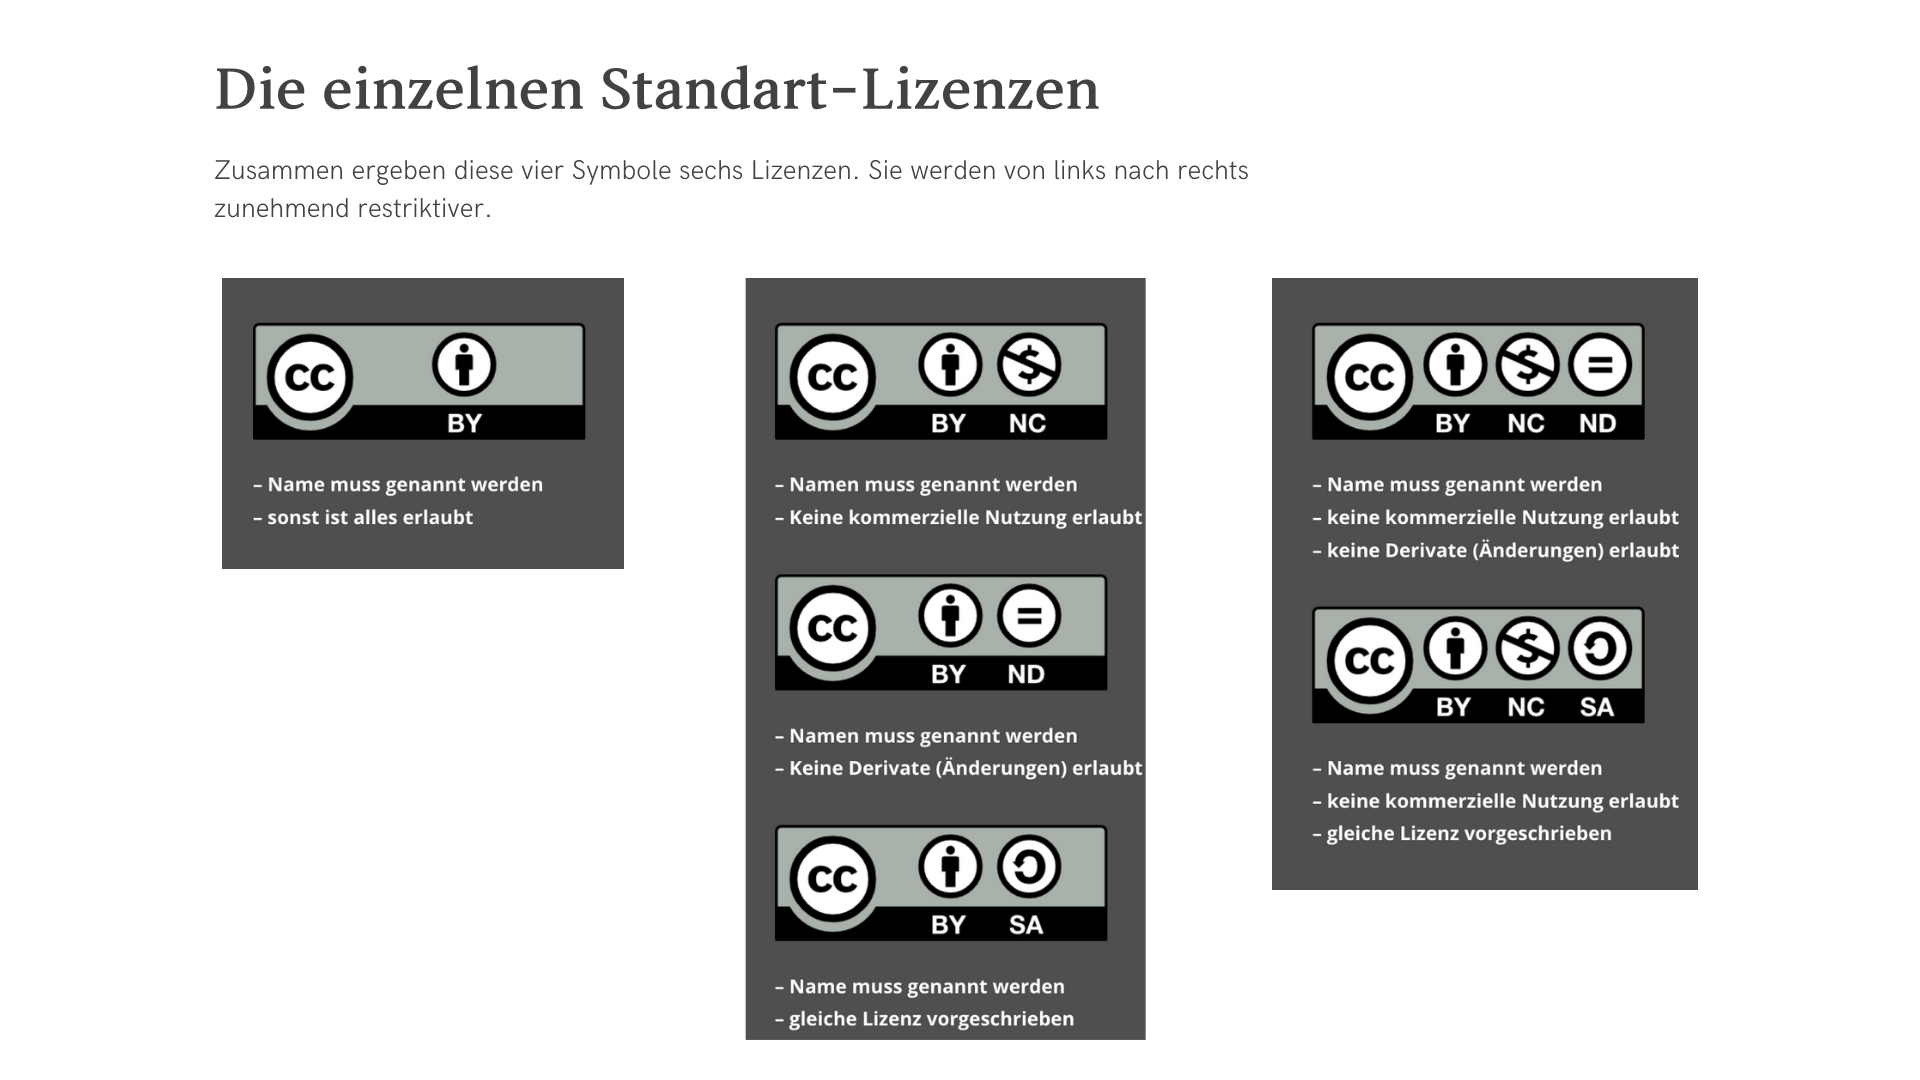 Die einzelnen Standart-Lizenzen
Zusammen ergeben diese vier Symbole sechs Lizenzen. Sie werden von links nach rechts
zunehmend restriktiver.
CC
BY
– Name muss genannt werden
– sonst ist alles erlaubt
CC
BY NC
– Namen muss genannt werden
– Keine kommerzielle Nutzung erlaubt
CC
BY ND
– Namen muss genannt werden
– Keine Derivate (Änderungen) erlaubt
CC
BY SA
– Name muss genannt werden
– gleiche Lizenz vorgeschrieben
CC
BY NC ND
– Name muss genannt werden
– keine kommerzielle Nutzung erlaubt
– keine Derivate (Änderungen) erlaubt
CC
BY NC SA
– Name muss genannt werden
– keine kommerzielle Nutzung erlaubt
– gleiche Lizenz vorgeschrieben